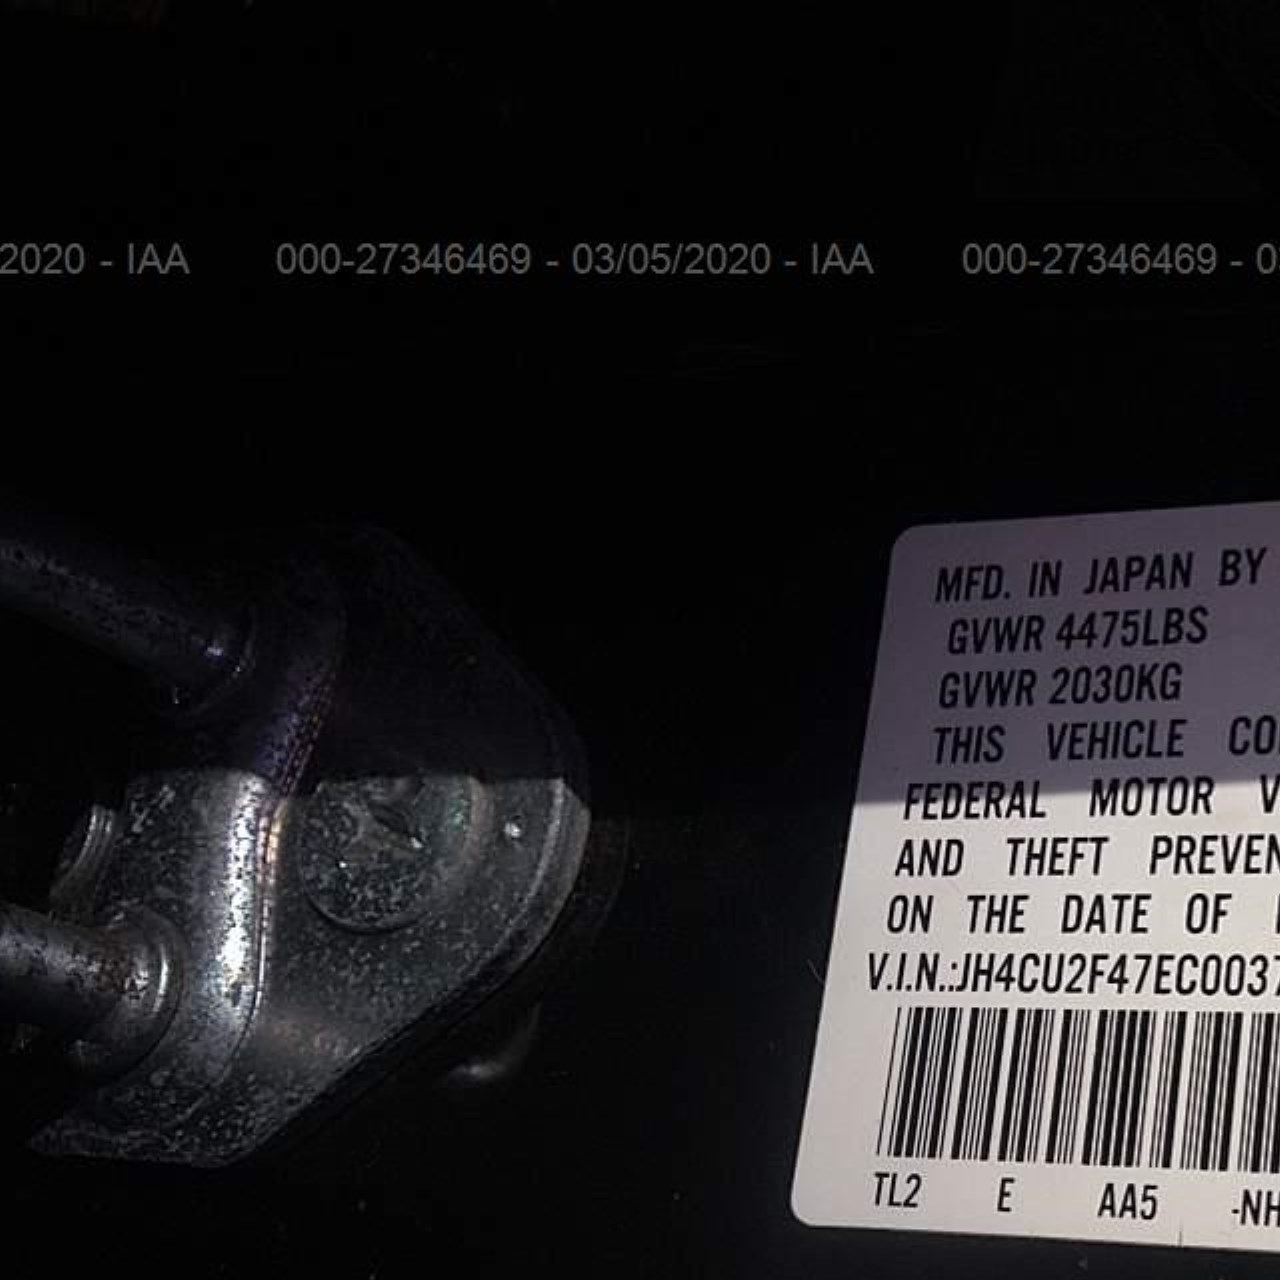 2020 - IAA 000-27346469 - 03/05/2020 - IAA 000-27346469 - 0
MFD. IN JAPAN BY
GVWR 4475LBS
GVWR 2030KG
THIS VEHICLE CO
FEDERAL MOTOR V
AND THEFT PREVEN
ON THE DATE OF
V.I.N.:JH4CU2F47EC0037
TL2 E AA5 -NH